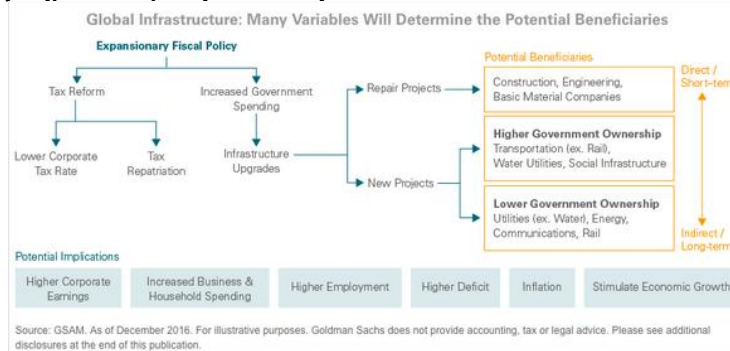 Global Infrastructure: Many Variables Will Determine the Potential Beneficiaries
Expansionary Fiscal Policy
Tax Reform
Increased Government
Spending
Lower Corporate
Tax Rate
Tax
Repatriation
Infrastructure
Upgrades
Repair Projects
New Projects
Potential Beneficiaries
Construction, Engineering,
Basic Material Companies
Higher Government Ownership
Transportation (ex. Rail),
Water Utilities, Social Infrastructure
Lower Government Ownership
Utilities (ex. Water), Energy,
Communications, Rail
Direct /
Short-term
Indirect /
Long-term
Potential Implications
Higher Corporate
Earnings
Increased Business &
Household Spending
Higher Employment
Higher Deficit
Inflation
Stimulate Economic Growth
Source: GSAM. As of December 2016. For illustrative purposes. Goldman Sachs does not provide accounting, tax or legal advice. Please see additional
disclosures at the end of this publication.